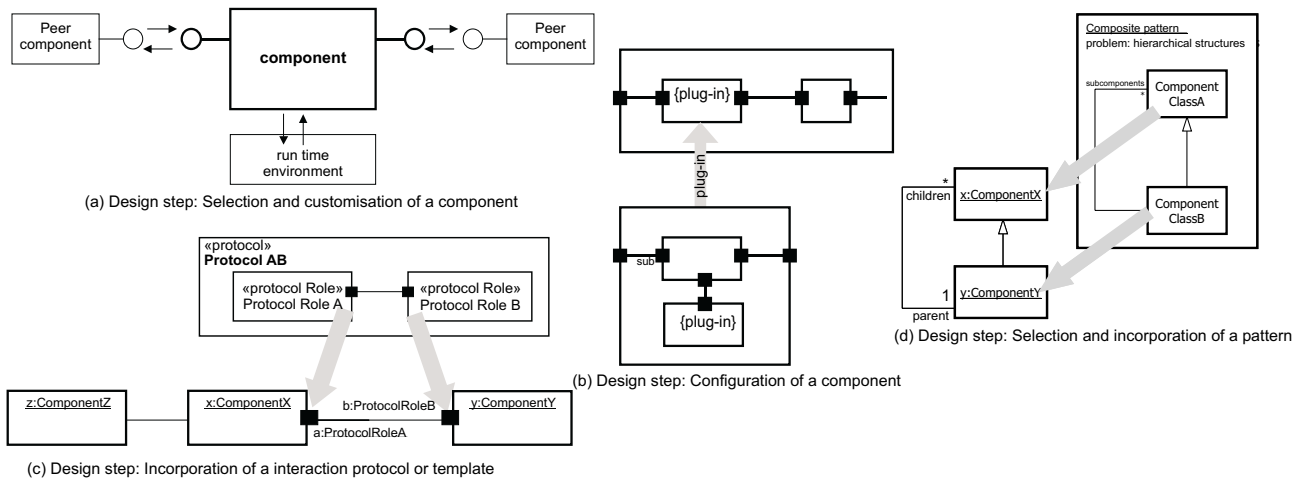 Peer
component
component
Peer
component
run time
environment
(a) Design step: Selection and customisation of a component
{plug-in}
plug-in
sub
{plug-in}
(b) Design step: Configuration of a component
«protocol»
Protocol AB
«protocol Role»
Protocol Role A
«protocol Role»
Protocol Role B
z:ComponentZ
x:ComponentX
b:ProtocolRoleB
a:ProtocolRoleA
y:ComponentY
(c) Design step: Incorporation of a interaction protocol or template
Composite pattern
problem: hierarchical structures
subcomponents
*
Component
ClassA
Component
ClassB
*
children
x:ComponentX
1
parent
y:ComponentY
(d) Design step: Selection and incorporation of a pattern